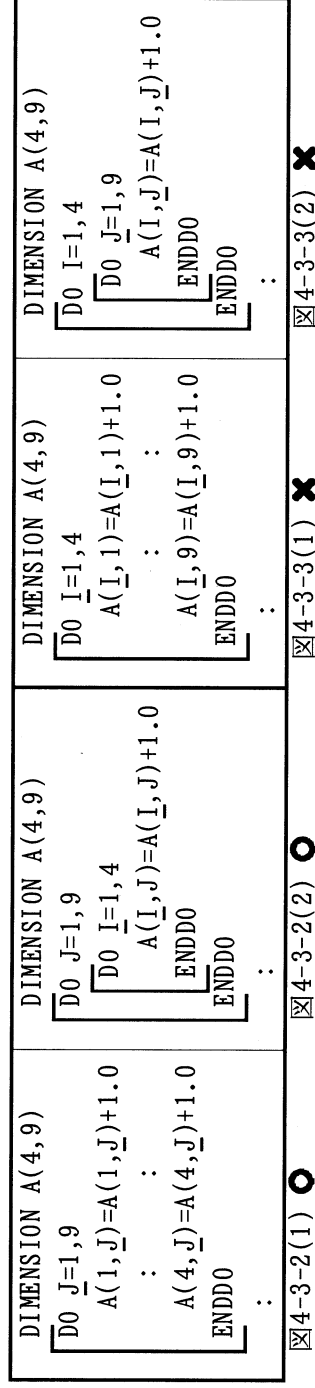 DIMENSION A(4,9)
DO J=1,9
A(1,J)=A(1,J)+1.0
: :
A(4,J)=A(4,J)+1.0
ENDDO
:
図4-3-2(1) O
DIMENSION A(4,9)
DO J=1,9
DO I=1,4
A(I,J)=A(I,J)+1.0
ENDDO
ENDDO
:
図4-3-2(2) O
DIMENSION A(4,9)
DO I=1,4
A(I,1)=A(I,1)+1.0
: :
A(I,9)=A(I,9)+1.0
ENDDO
:
図4-3-3(1) ×
DIMENSION A(4,9)
DO I=1,4
DO J=1,9
A(I,J)=A(I,J)+1.0
ENDDO
ENDDO
:
図4-3-3(2) ×